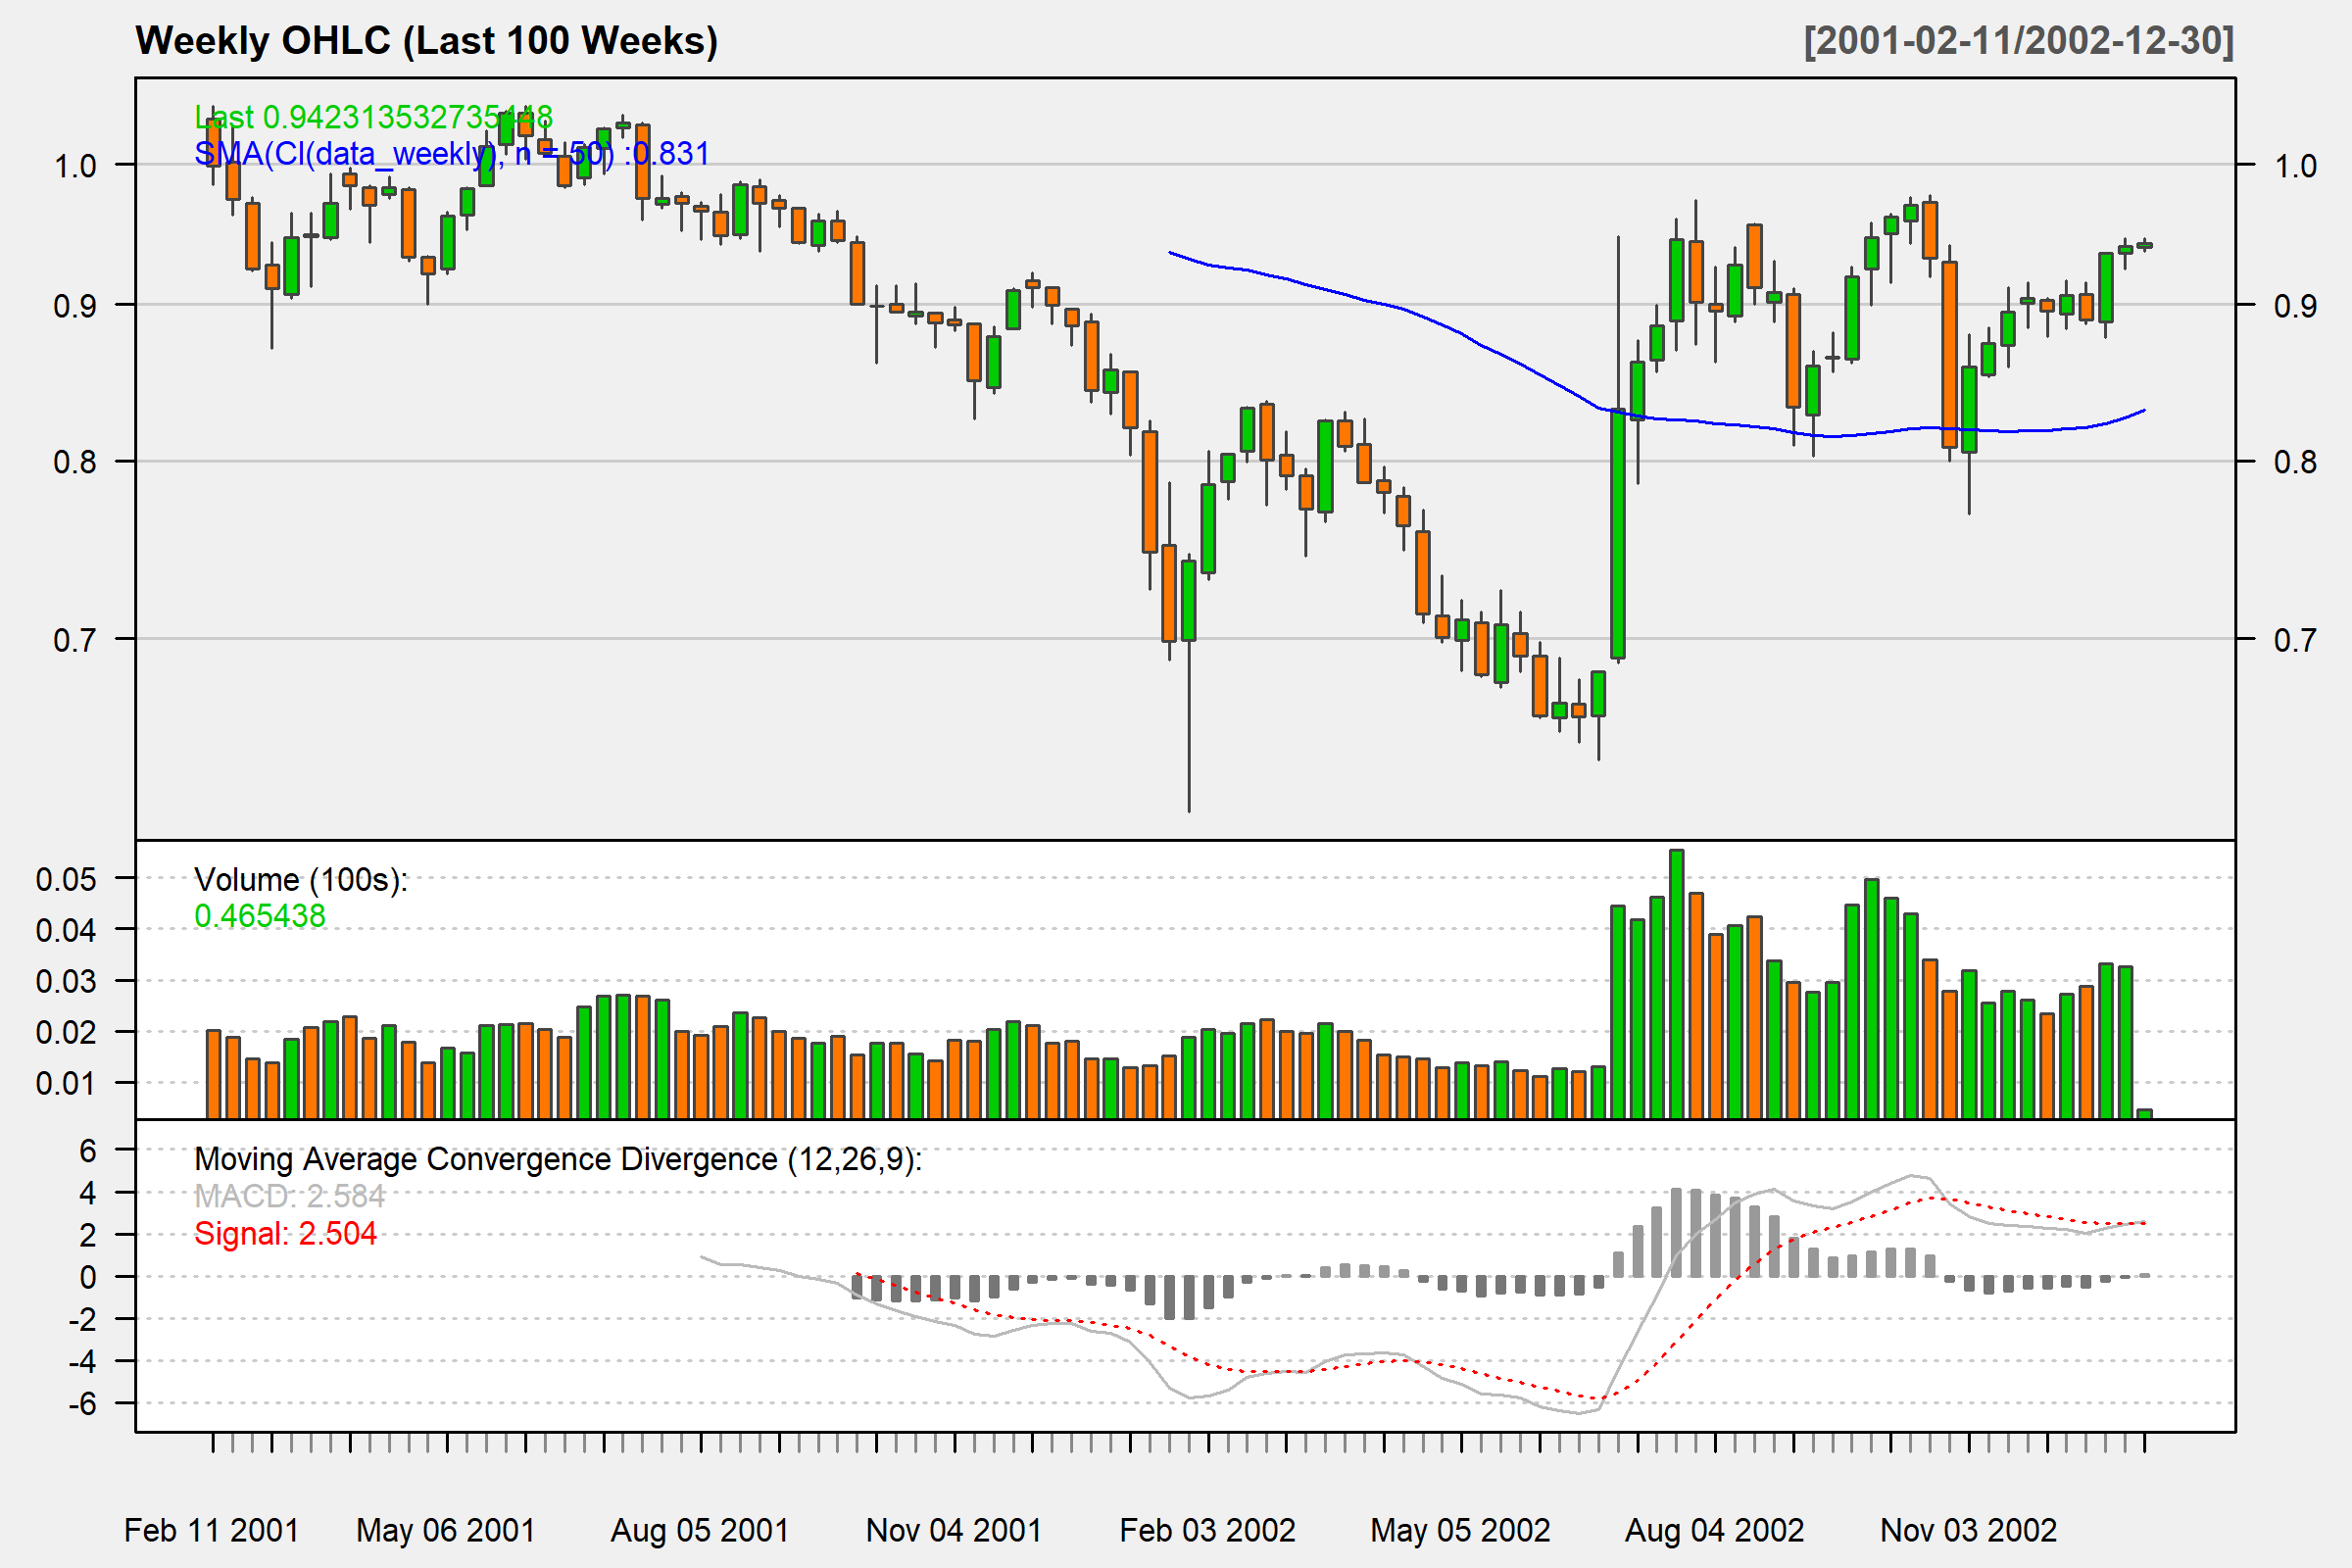 Weekly OHLC (Last 100 Weeks) [2001-02-11/2002-12-30]
Last 0.942313532735448
SMA(Cl(data_weekly), n = 50) :0.831
1.0 1.0
0.9 0.9
0.8 0.8
0.7 0.7
Volume (100s):
0.465438
0.05
0.04
0.03
0.02
0.01
Moving Average Convergence Divergence (12,26,9):
MACD: 2.584
Signal: 2.504
6
4
2
0
-2
-4
-6
Feb 11 2001 May 06 2001 Aug 05 2001 Nov 04 2001 Feb 03 2002 May 05 2002 Aug 04 2002 Nov 03 2002